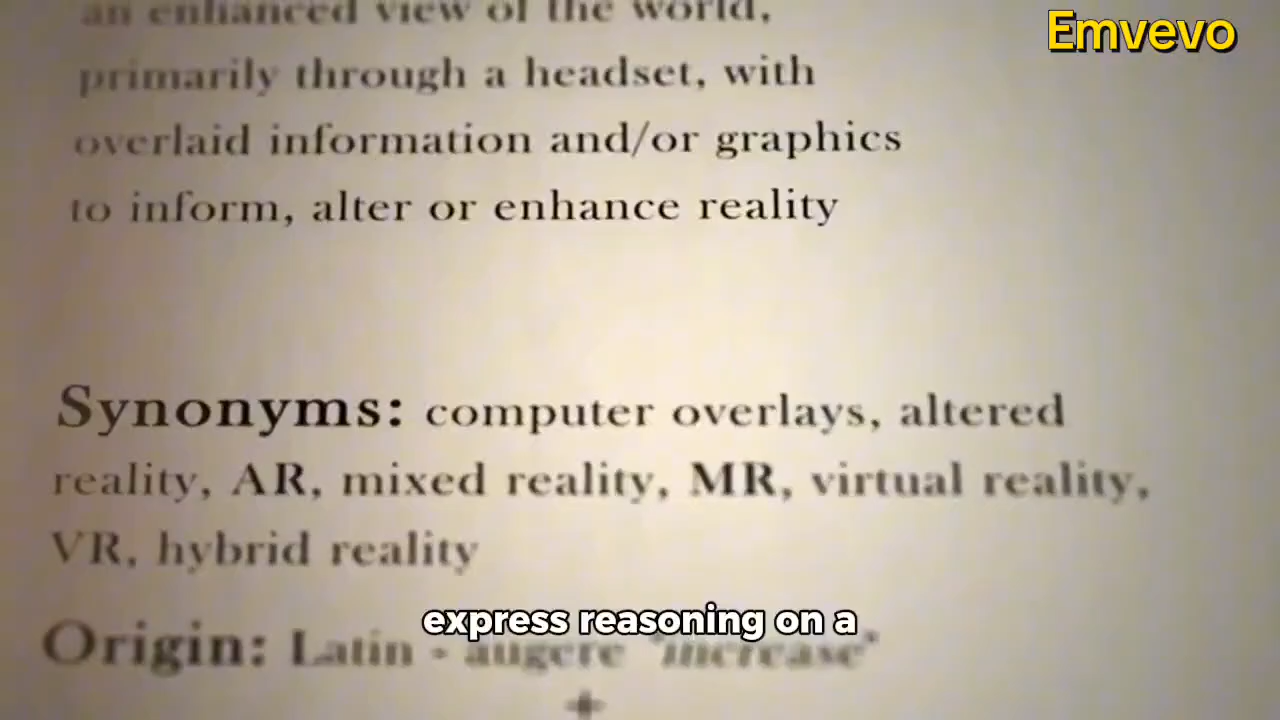 an enhanced view of the world,
Emvevo
primarily through a headset, with
overlaid information and/or graphics
to inform, alter or enhance reality
Synonyms: computer overlays, altered
reality, AR, mixed reality, MR, virtual reality,
VR, hybrid reality
express reasoning on a
Origin: Latin - augere "increase"
+